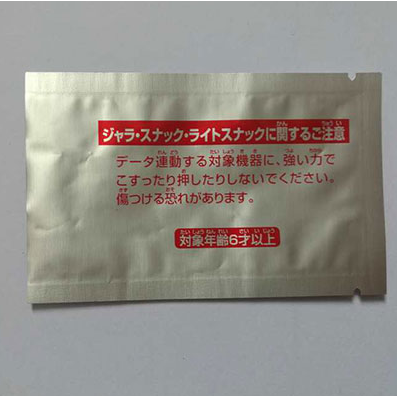 ジャラ・スナック・ライトスナックに関するご注意
データ連動する対象機器に、強い力で
こすったり押したりしないでください。
傷つける恐れがあります。
対象年齢6才以上